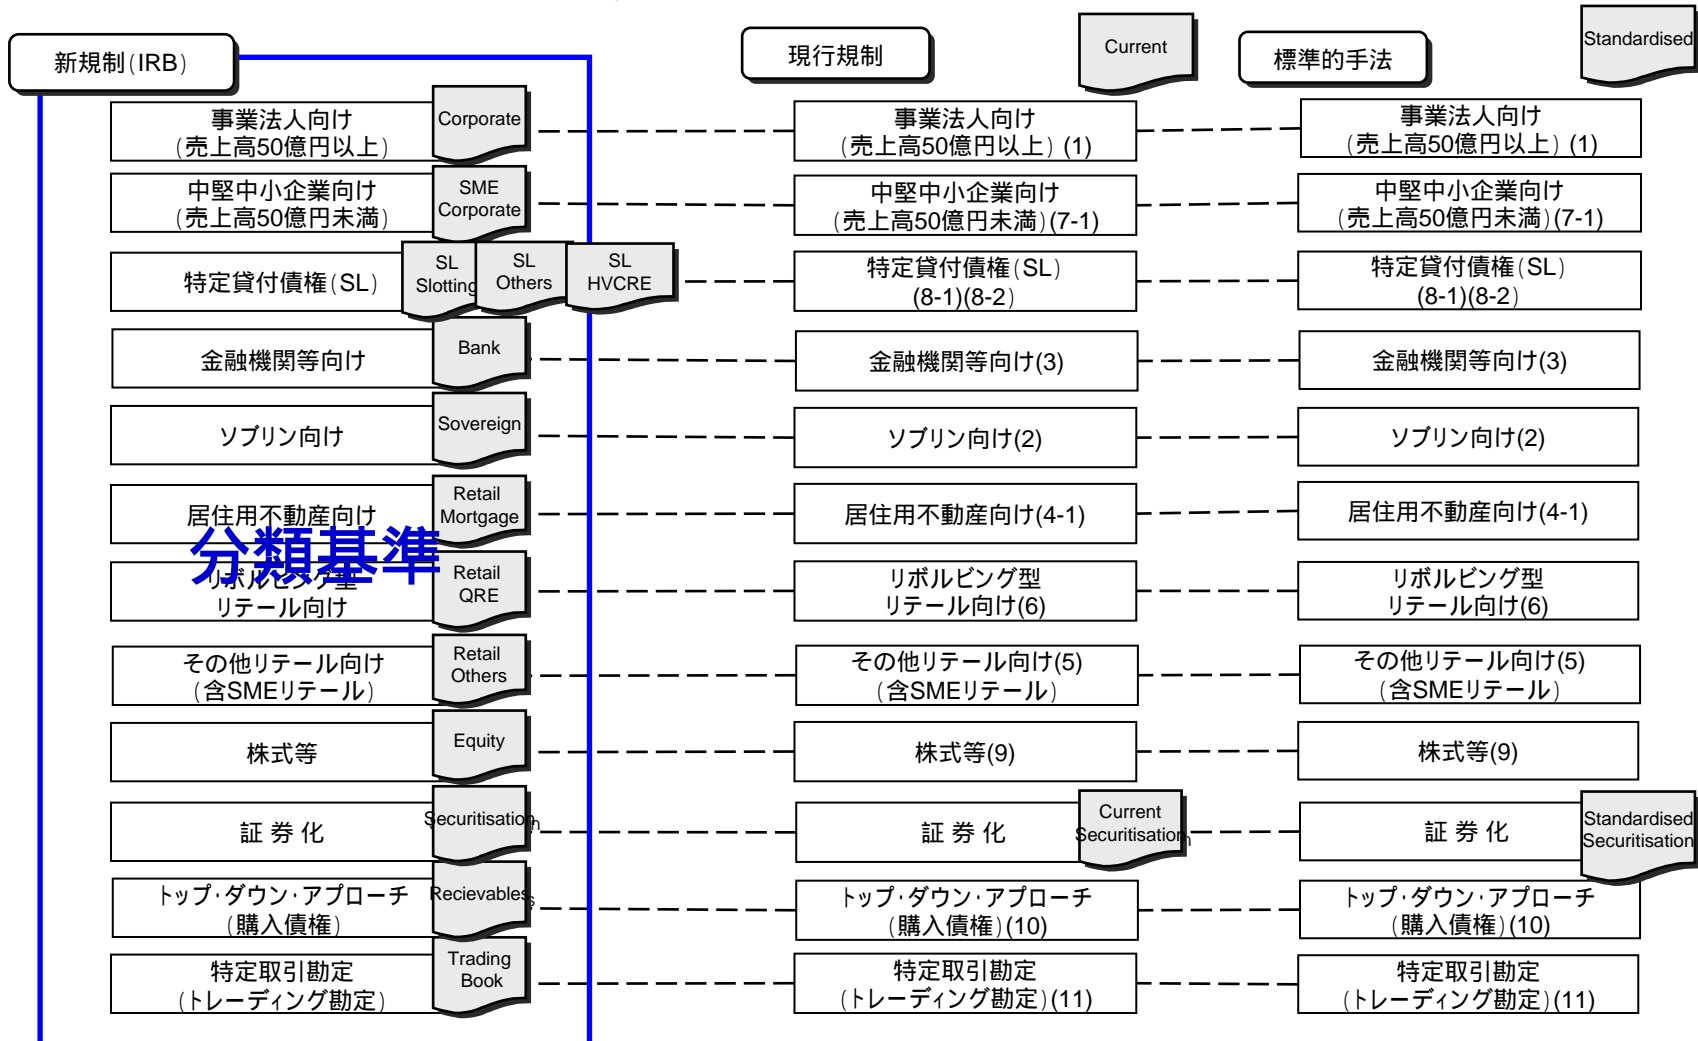 新規制(IRB)
現行規制
Current
標準的手法
Standardised
事業法人向け
(売上高50億円以上)
Corporate
事業法人向け
(売上高50億円以上) (1)
事業法人向け
(売上高50億円以上) (1)
中堅中小企業向け
(売上高50億円未満)
SME
Corporate
中堅中小企業向け
(売上高50億円未満)(7-1)
中堅中小企業向け
(売上高50億円未満)(7-1)
特定貸付債権(SL)
SL
Slotting
SL
Others
SL
HVCRE
特定貸付債権(SL)
(8-1)(8-2)
特定貸付債権(SL)
(8-1)(8-2)
金融機関等向け
Bank
金融機関等向け(3)
金融機関等向け(3)
ソブリン向け
Sovereign
ソブリン向け(2)
ソブリン向け(2)
居住用不動産向け
Retail
Mortgage
居住用不動産向け(4-1)
居住用不動産向け(4-1)
分類基準
リボルビング型
リテール向け
Retail
QRE
リボルビング型
リテール向け(6)
リボルビング型
リテール向け(6)
その他リテール向け
(含SMEリテール)
Retail
Others
その他リテール向け(5)
(含SMEリテール)
その他リテール向け(5)
(含SMEリテール)
株式等
Equity
株式等(9)
株式等(9)
証 券 化
Securitisation
証 券 化
Current
Securitisation
証 券 化
Standardised
Securitisation
トップ・ダウン・アプローチ
(購入債権)
Recievables
トップ・ダウン・アプローチ
(購入債権)(10)
トップ・ダウン・アプローチ
(購入債権)(10)
特定取引勘定
(トレーディング勘定)
Trading
Book
特定取引勘定
(トレーディング勘定)(11)
特定取引勘定
(トレーディング勘定)(11)